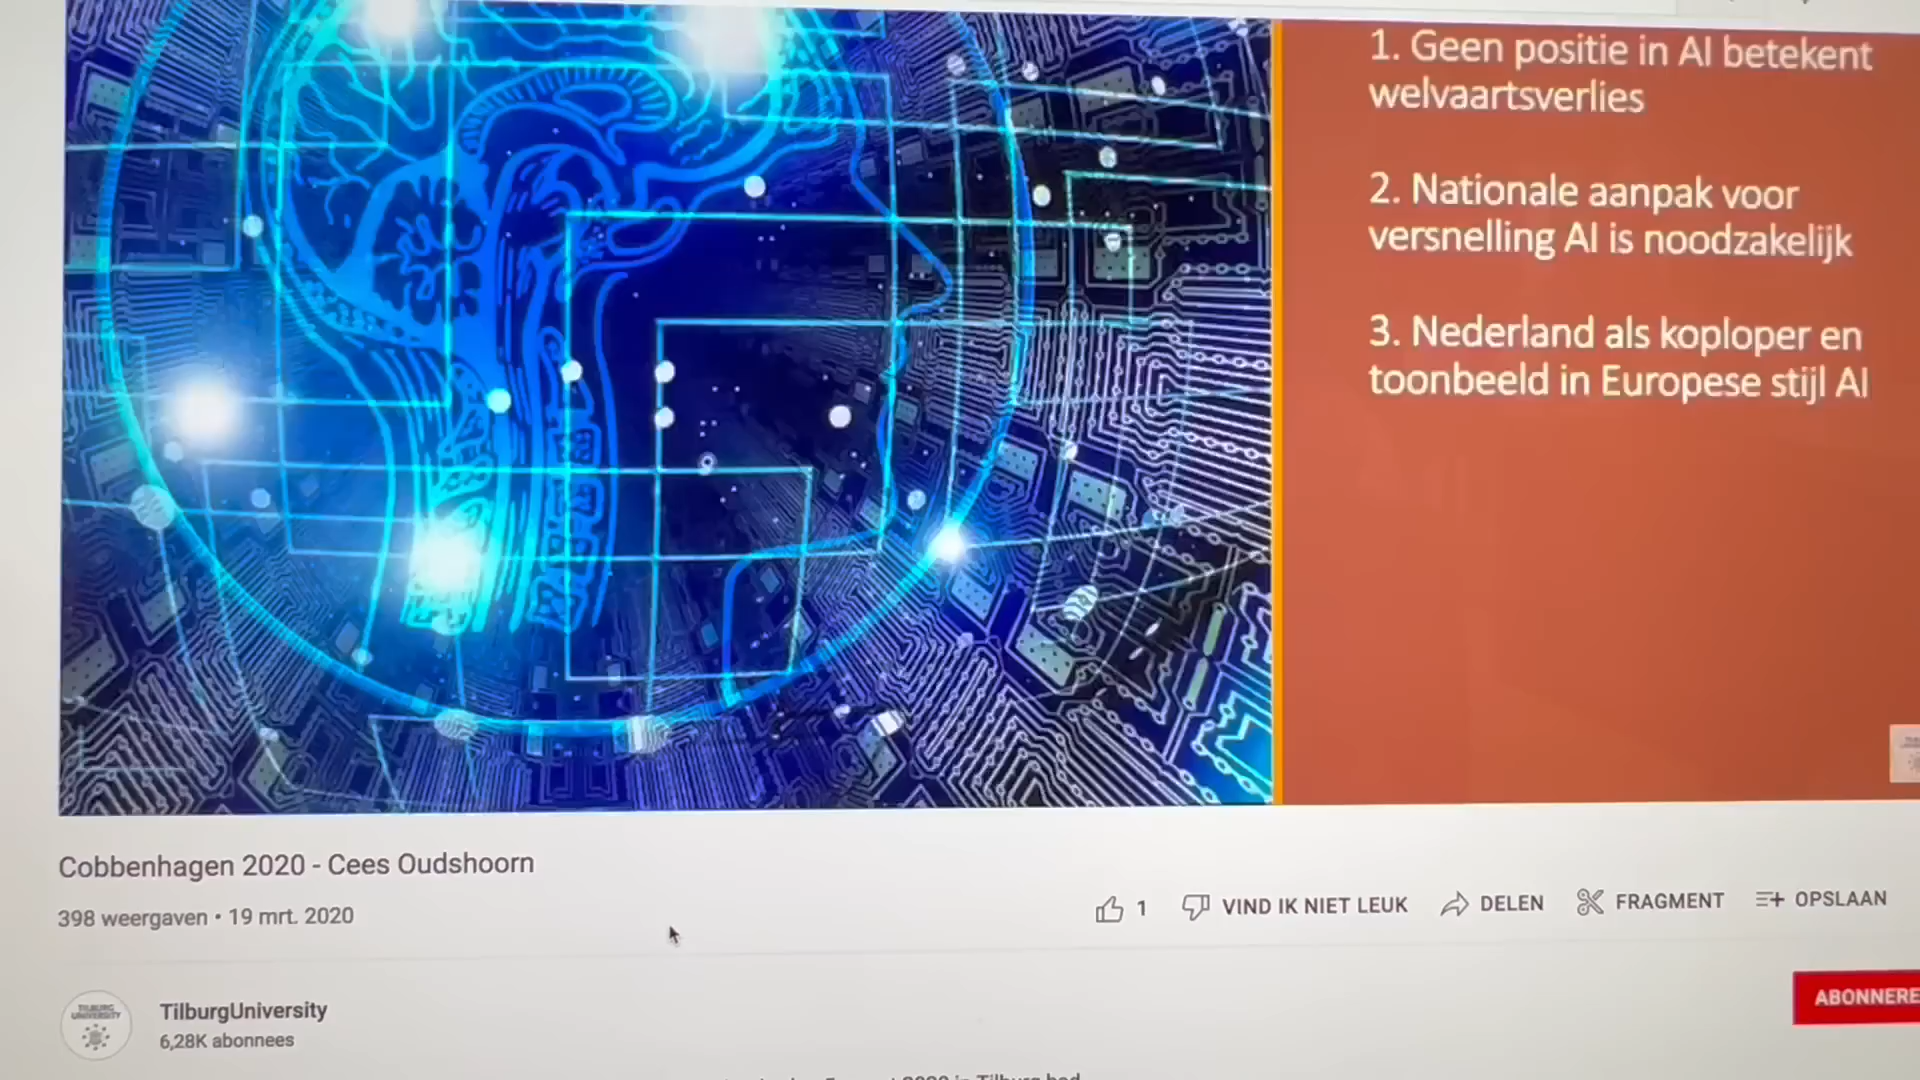 1. Geen positie in AI betekent
welvaartsverlies
2. Nationale aanpak voor
versnelling AI is noodzakelijk
3. Nederland als koploper en
toonbeeld in Europese stijl AI
Cobbenhagen 2020 - Cees Oudshoorn
398 weergaven • 19 mrt. 2020
1
VIND IK NIET LEUK
DELEN
FRAGMENT
OPSLAAN
TILBURG
UNIVERSITY
TilburgUniversity
6,28K abonnees
ABONNERE